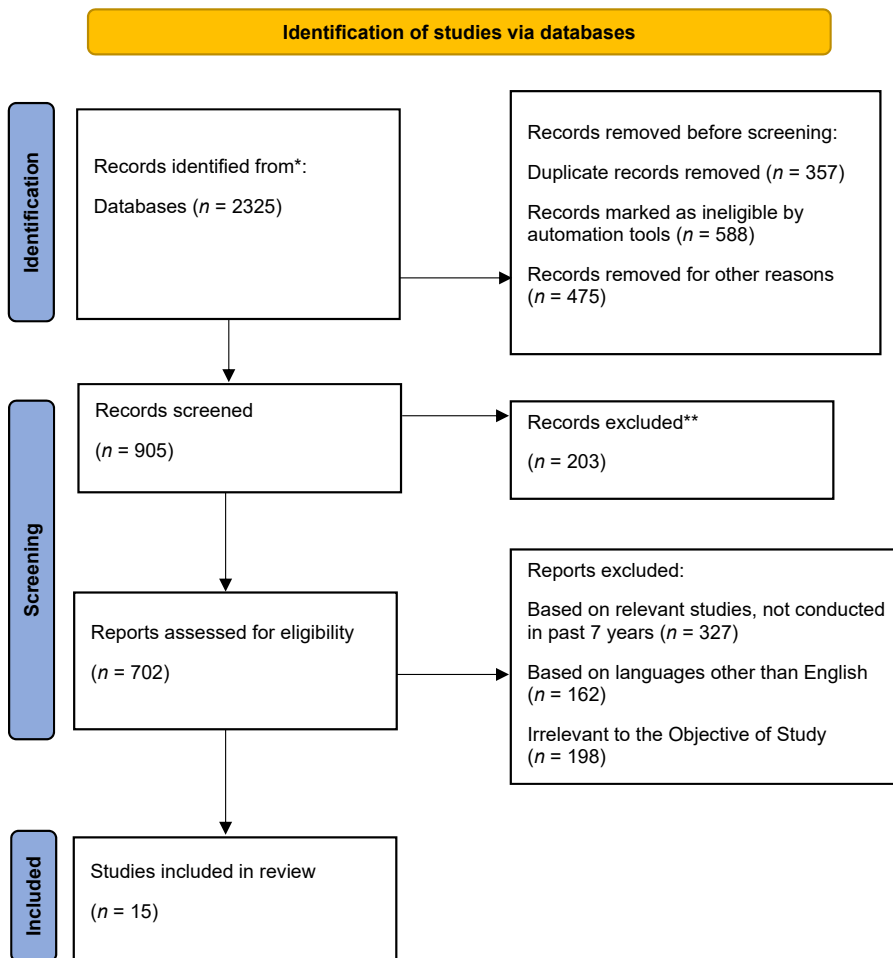 Identification of studies via databases
Identification
Records identified from*:
Databases (n = 2325)
Records removed before screening:
Duplicate records removed (n = 357)
Records marked as ineligible by
automation tools (n = 588)
Records removed for other reasons
(n = 475)
Screening
Records screened
(n = 905)
Records excluded**
(n = 203)
Reports assessed for eligibility
(n = 702)
Reports excluded:
Based on relevant studies, not conducted
in past 7 years (n = 327)
Based on languages other than English
(n = 162)
Irrelevant to the Objective of Study
(n = 198)
Included
Studies included in review
(n = 15)